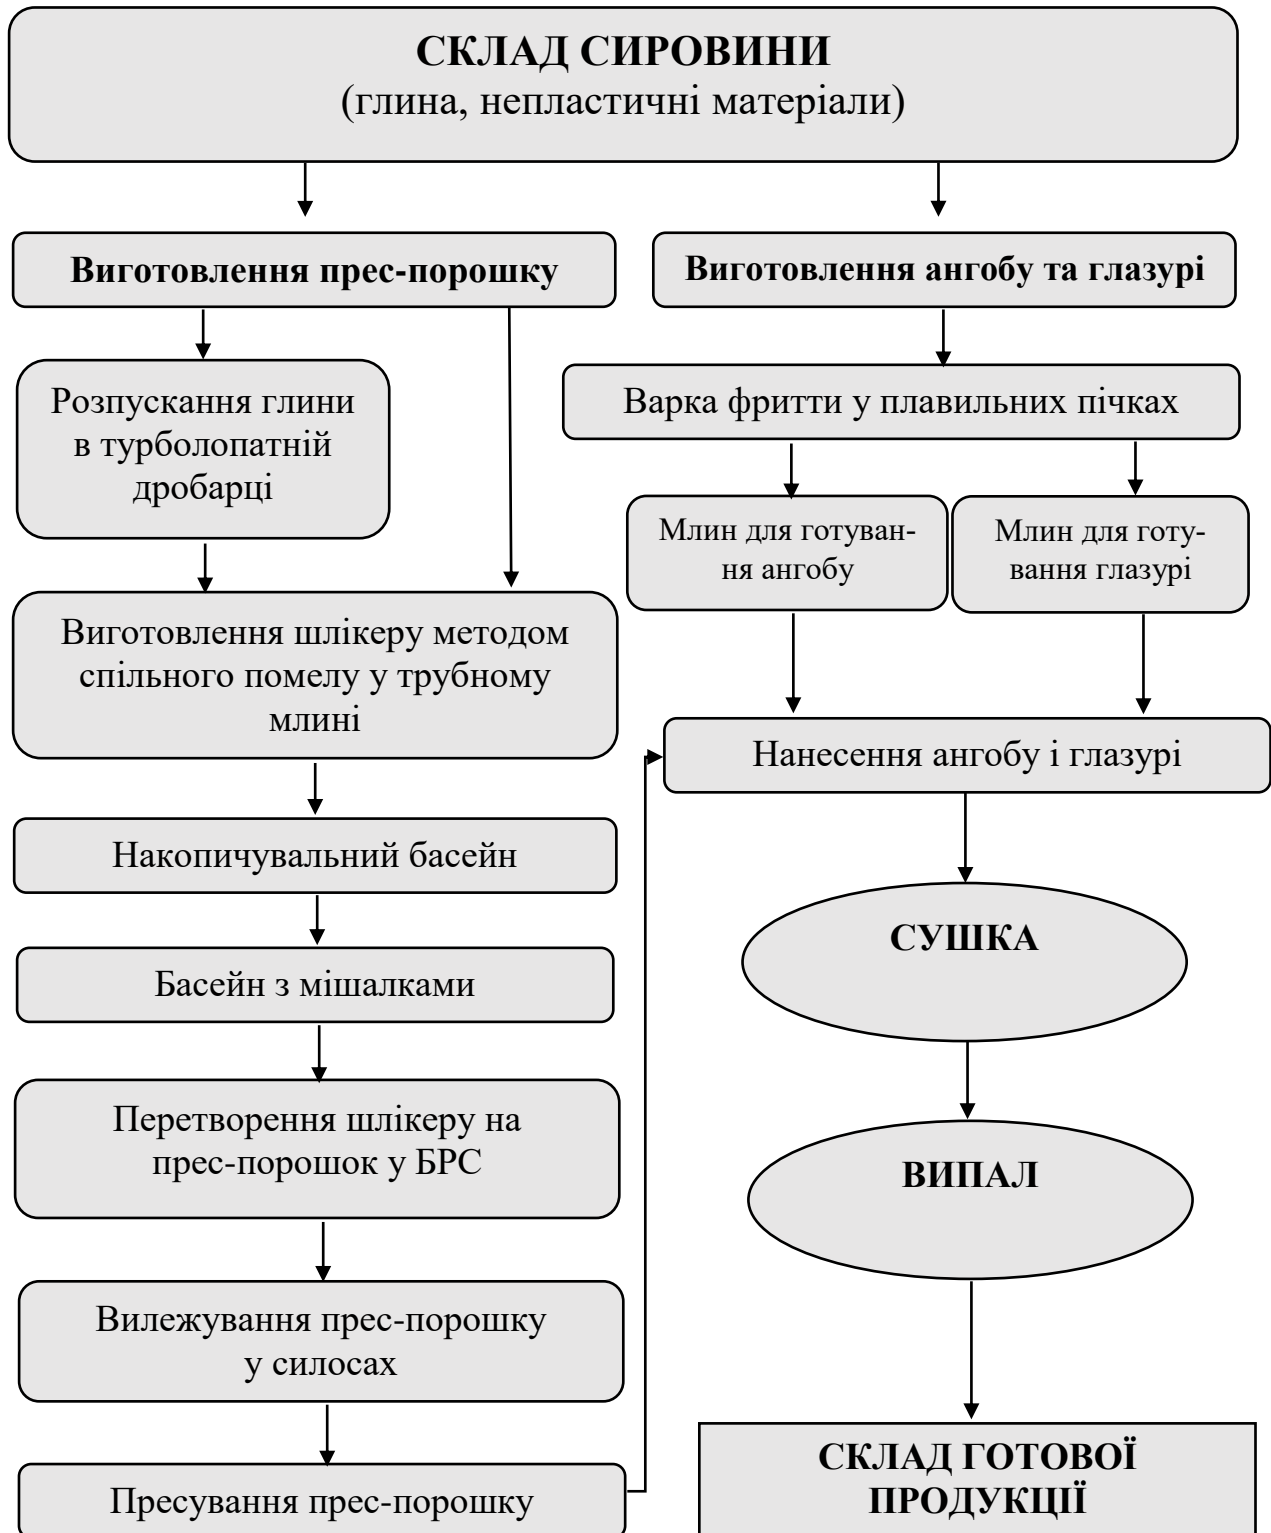 СКЛАД СИРОВИНИ
(глина, непластичні матеріали)
Виготовлення прес-порошку
Виготовлення ангобу та глазурі
Розпускання глини
в турболопатній
дробарці
Варка фритти у плавильних пічках
Млин для готуван-
ня ангобу
Млин для готу-
вання глазурі
Виготовлення шлікеру методом
спільного помелу у трубному
млині
Нанесення ангобу і глазурі
Накопичувальний басейн
Басейн з мішалками
СУШКА
Перетворення шлікеру на
прес-порошок у БРС
ВИПАЛ
Вилежування прес-порошку
у силосах
Пресування прес-порошку
СКЛАД ГОТОВОЇ
ПРОДУКЦІЇ